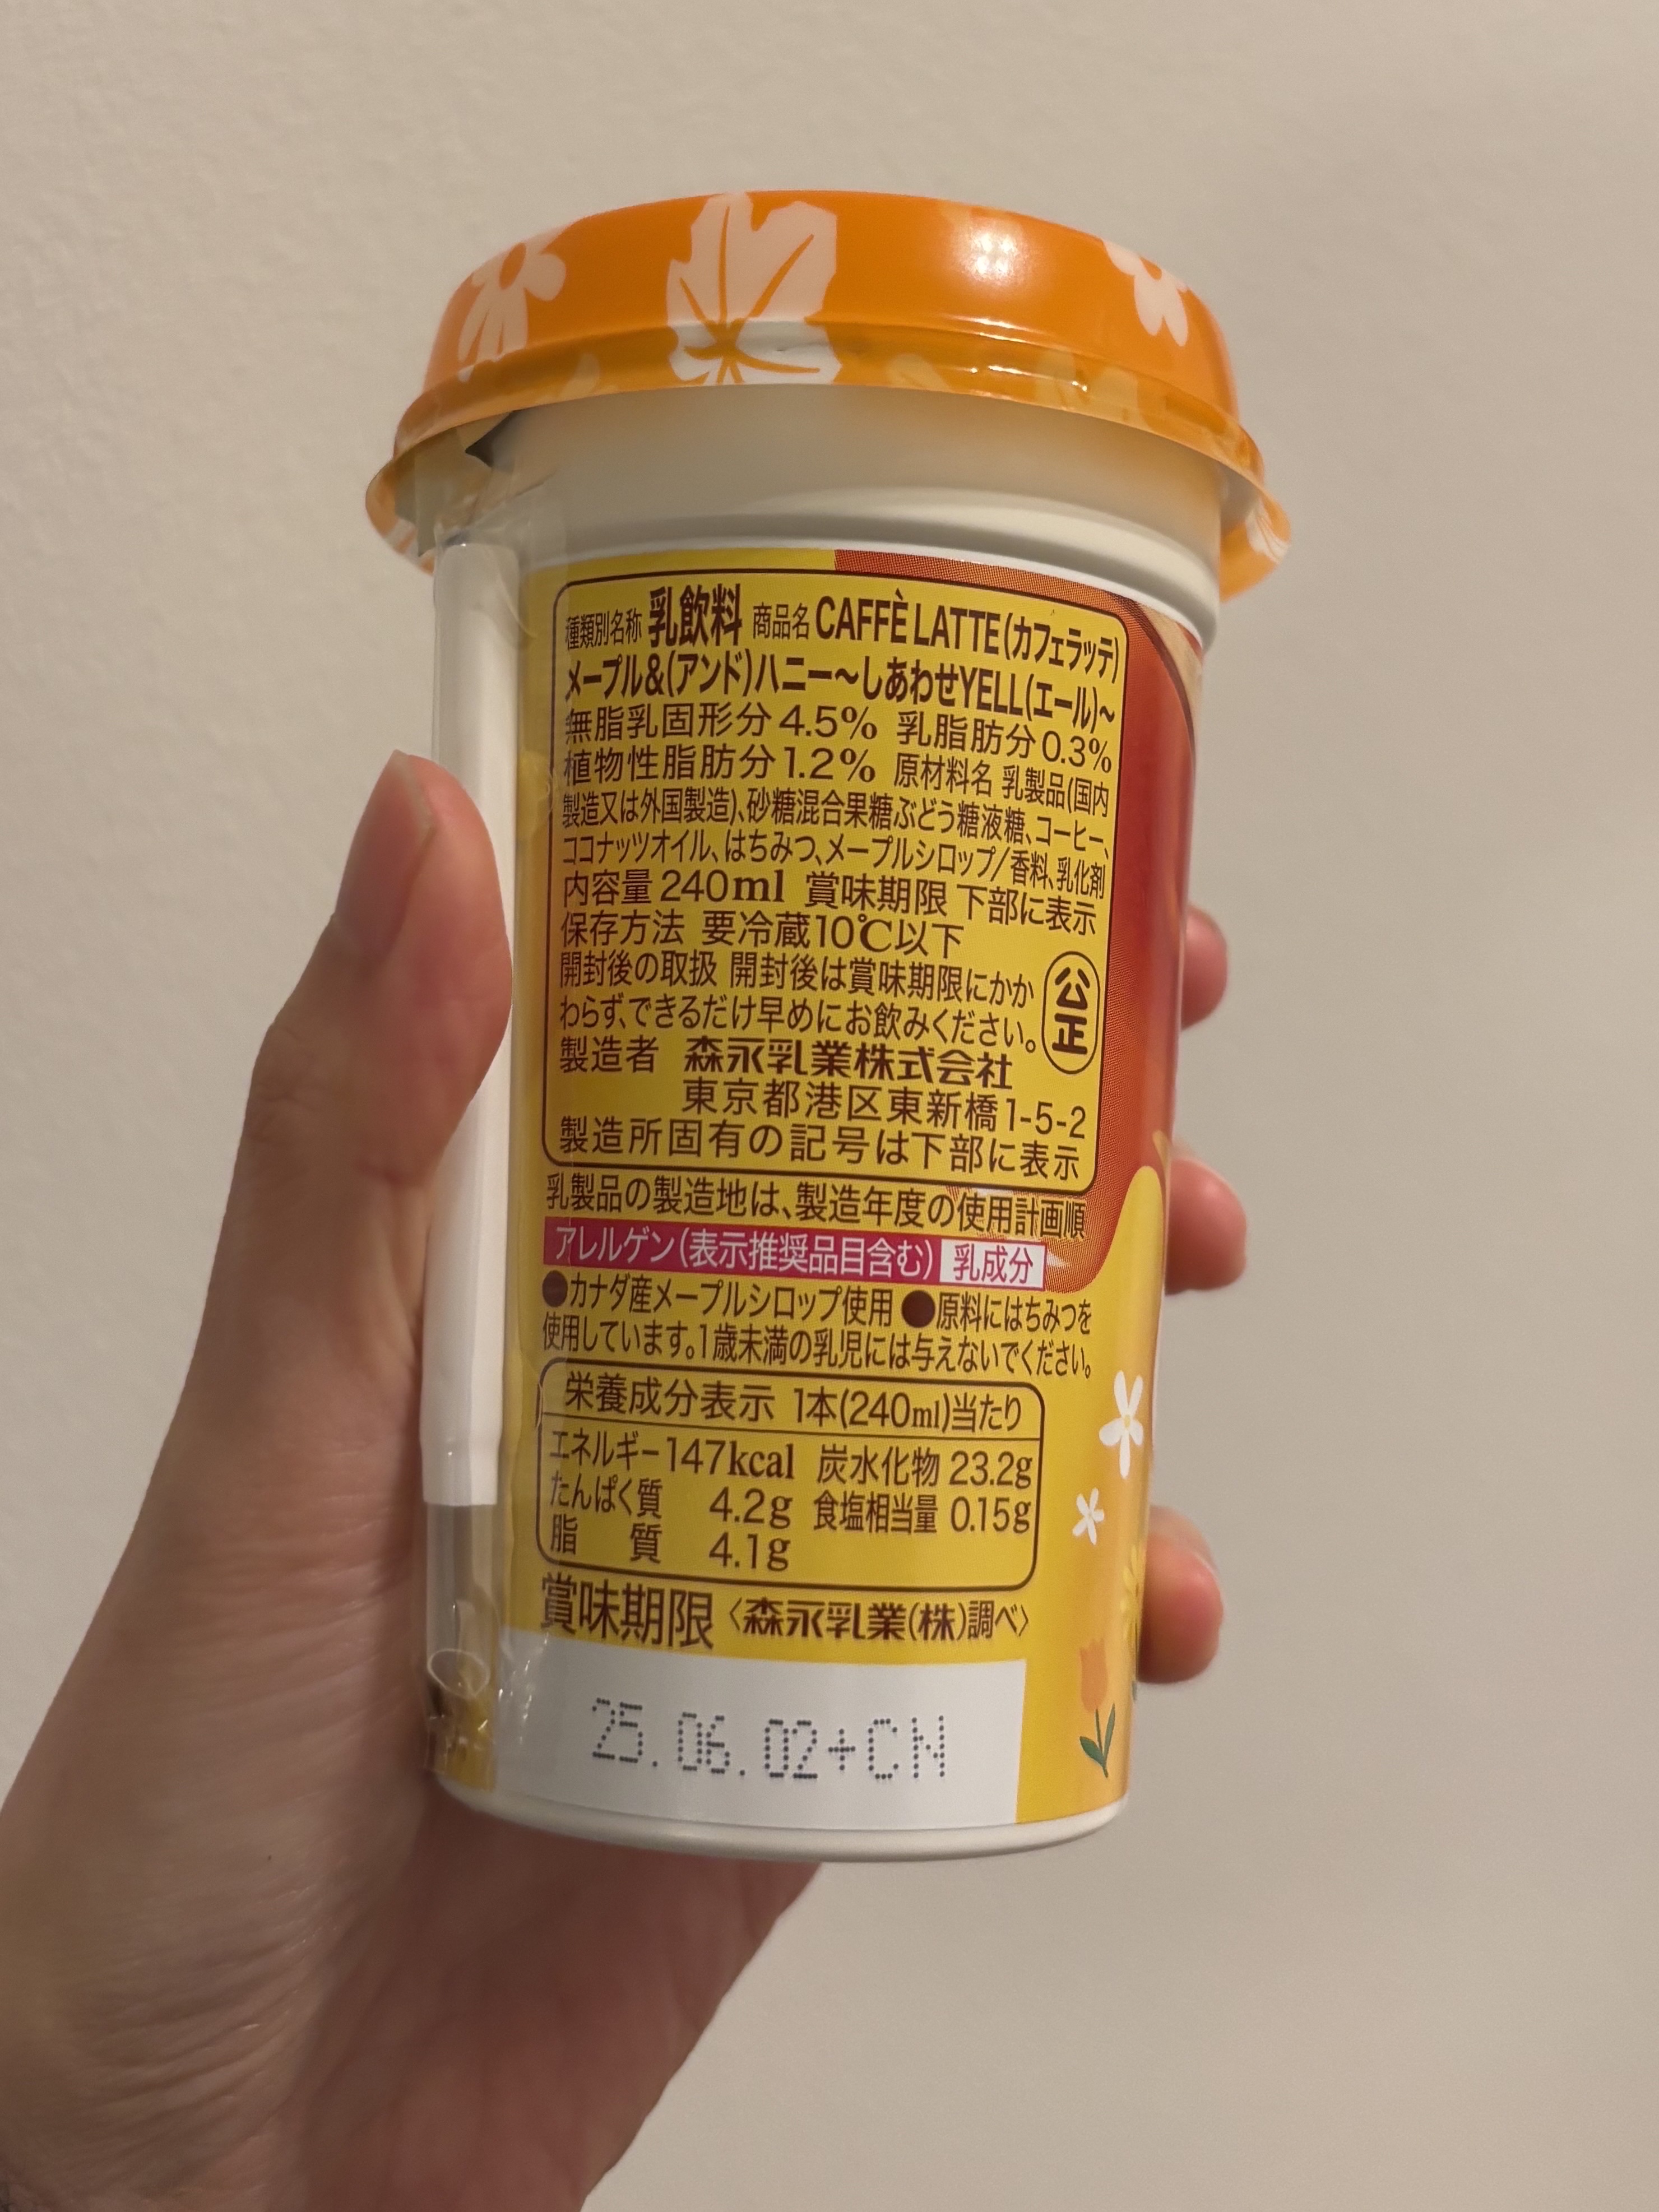 種類別名称 乳飲料 商品名 CAFFÈ LATTE(カフェラッテ)
メープル&(アンド)ハニー~しあわせYELL(エール)~
無脂乳固形分4.5% 乳脂肪分0.3%
植物性脂肪分1.2% 原材料名 乳製品(国内
製造又は外国製造)、砂糖混合果糖ぶどう糖液糖、コーヒー、
ココナッツオイル、はちみつ、メープルシロップ/香料、乳化剤
内容量240ml 賞味期限 下部に表示
保存方法 要冷蔵10℃以下
開封後の取扱 開封後は賞味期限にかか
わらず、できるだけ早めにお飲みください。
公正
製造者 森永乳業株式会社
東京都港区東新橋1-5-2
製造所固有の記号は下部に表示
乳製品の製造地は、製造年度の使用計画順
アレルゲン(表示推奨品目含む) 乳成分
●カナダ産メープルシロップ使用 ●原料にはちみつを
使用しています。1歳未満の乳児には与えないでください。
栄養成分表示 1本(240ml)当たり
エネルギー147kcal 炭水化物 23.2g
たんぱく質 4.2g 食塩相当量 0.15g
脂質 4.1g
賞味期限〈森永乳業(株)調べ〉
25.06.02+CN